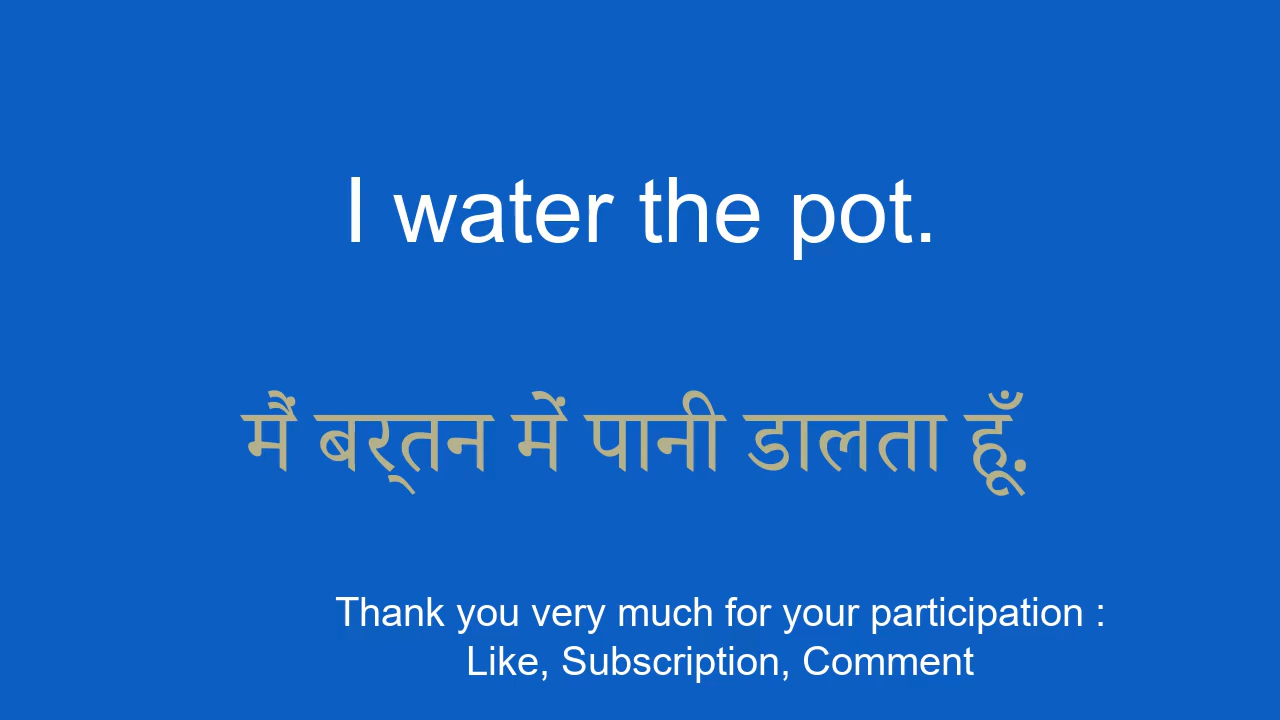 I water the pot.
मैं बर्‌तन में पानी डालता हूँ.
Thank you very much for your participation :
Like, Subscription, Comment